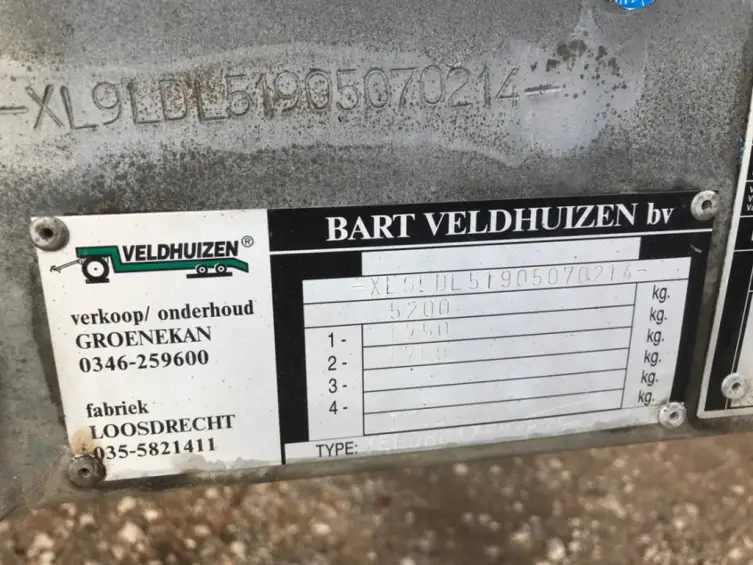 -XL9LDL51905070214-
VELDHUIZEN®
verkoop/ onderhoud
GROENEKAN
0346-259600
fabriek
LOOSDRECHT
035-5821411
BART VELDHUIZEN bv
-XL9LDL51905070214-
5200 kg.
kg.
1- 1750 kg.
2- kg.
3- kg.
4- kg.
TYPE: